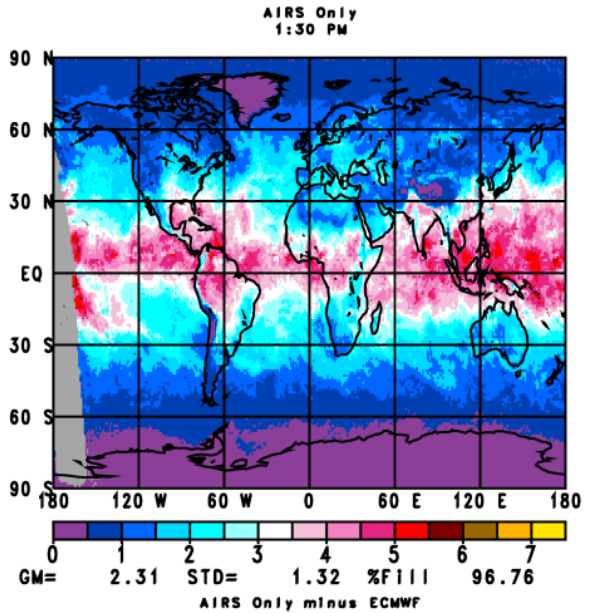 AIRS Only
1:30 PM
90 N
60 N
30 N
EQ
30 S
60 S
90 S
180 120 W 60 W 0 60 E 120 E 180
0 1 2 3 4 5 6 7
GM= 2.31 STD= 1.32 %Fill 96.76
AIRS Only minus ECMWF